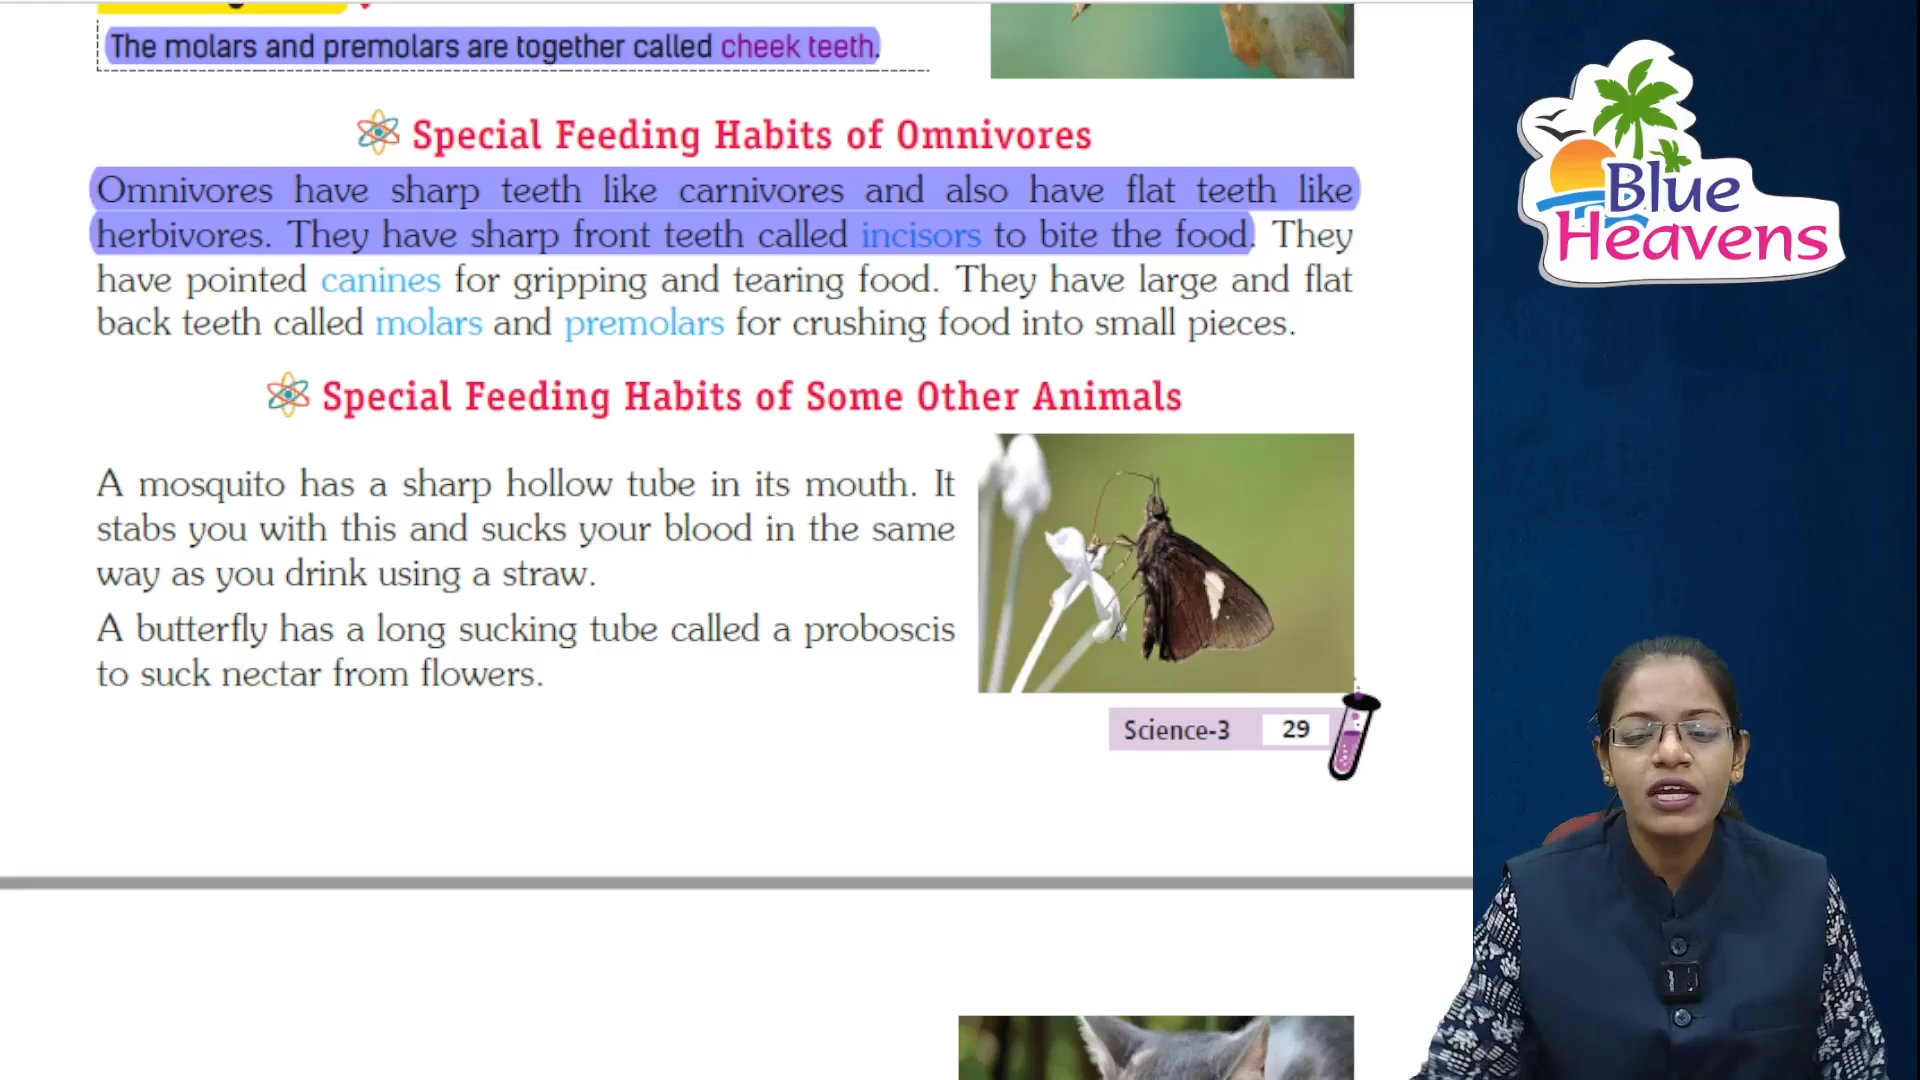 The molars and premolars are together called cheek teeth.
Special Feeding Habits of Omnivores
Omnivores have sharp teeth like carnivores and also have flat teeth like
herbivores. They have sharp front teeth called incisors to bite the food. They
have pointed canines for gripping and tearing food. They have large and flat
back teeth called molars and premolars for crushing food into small pieces.
Special Feeding Habits of Some Other Animals
A mosquito has a sharp hollow tube in its mouth. It
stabs you with this and sucks your blood in the same
way as you drink using a straw.
A butterfly has a long sucking tube called a proboscis
to suck nectar from flowers.
Science-3 29
Blue
Heavens